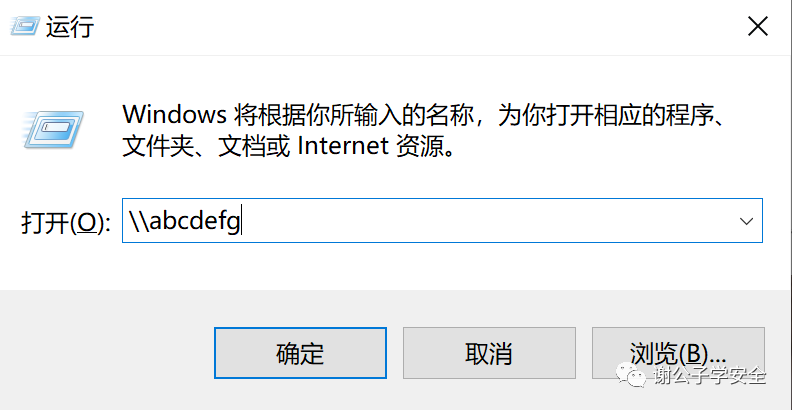 运行
Windows 将根据你所输入的名称，为你打开相应的程序、
文件夹、文档或 Internet 资源。
打开(O): \\abcdefg
确定 取消 浏览(B)...
谢公子学安全